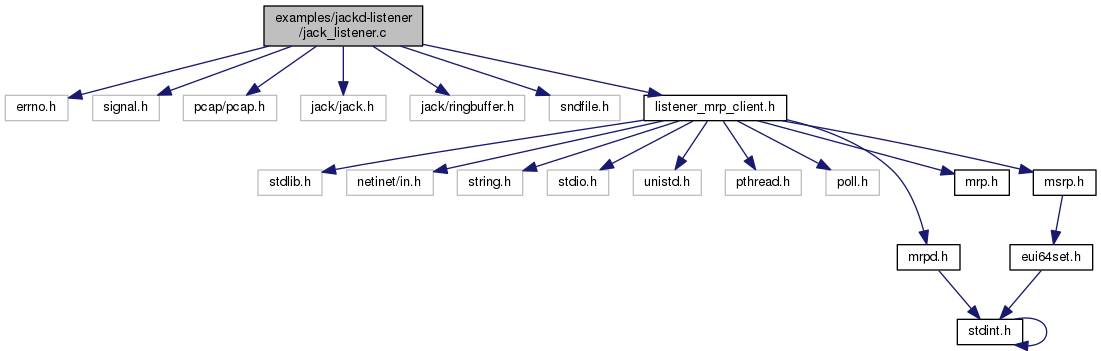 examples/jackd-listener
/jack_listener.c
errno.h
signal.h
pcap/pcap.h
jack/jack.h
jack/ringbuffer.h
sndfile.h
listener_mrp_client.h
stdlib.h
netinet/in.h
string.h
stdio.h
unistd.h
pthread.h
poll.h
mrp.h
msrp.h
mrpd.h
eui64set.h
stdint.h